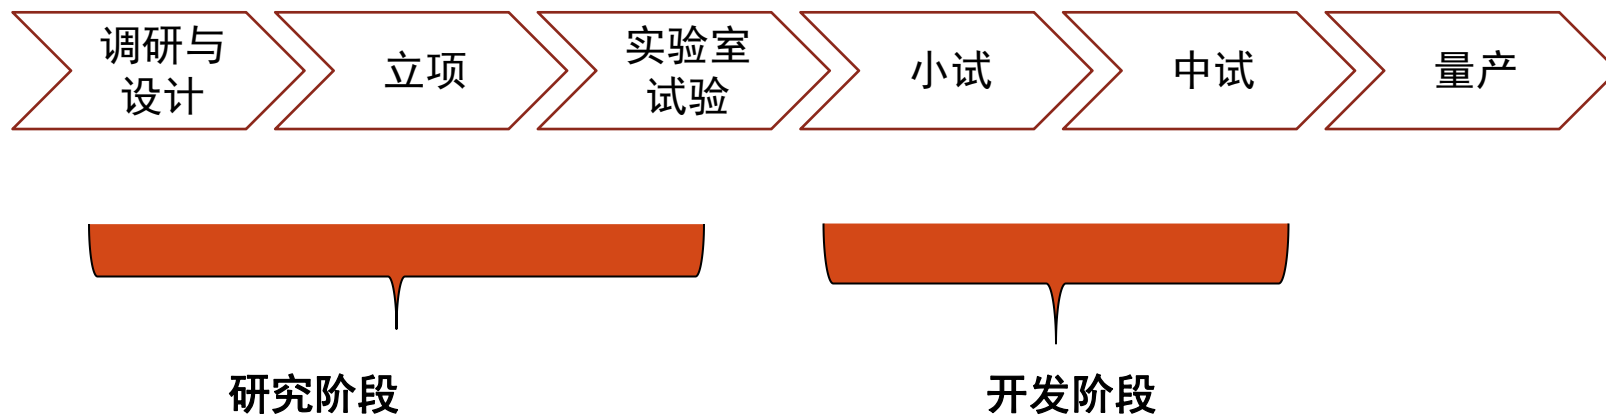 调研与
设计
立项
实验室
试验
小试
中试
量产
研究阶段
开发阶段